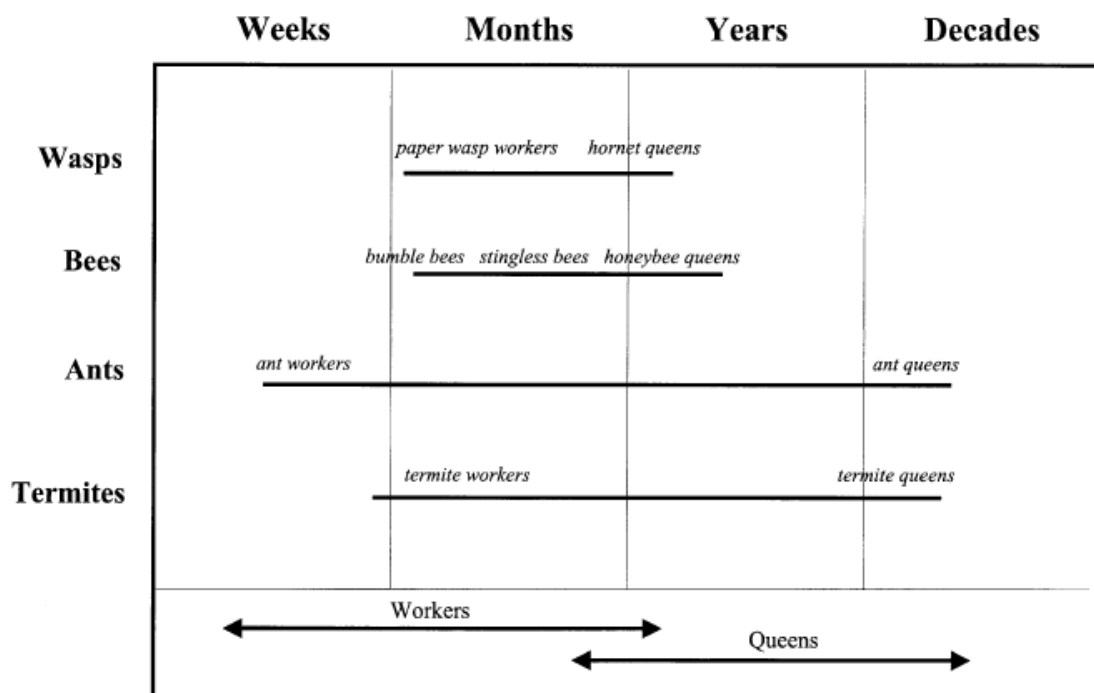 Weeks Months Years Decades
Wasps paper wasp workers hornet queens
Bees bumble bees stingless bees honeybee queens
Ants ant workers ant queens
Termites termite workers termite queens
Workers
Queens